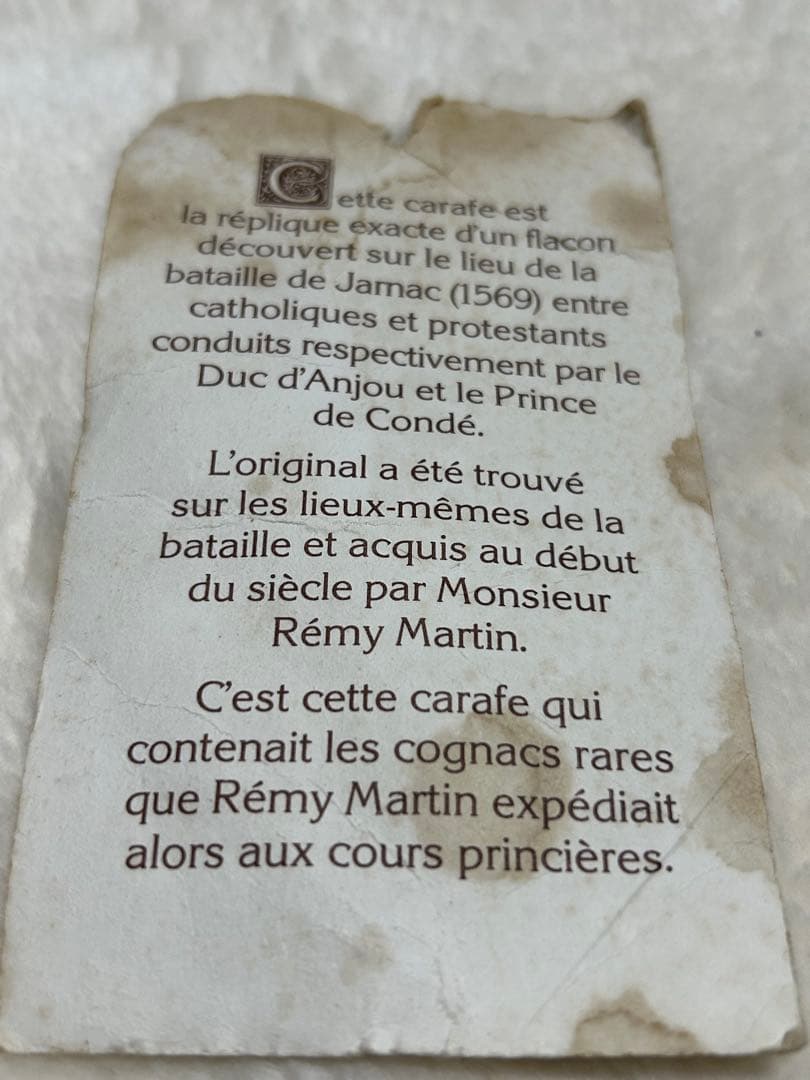 Cette carafe est
la réplique exacte d'un flacon
découvert sur le lieu de la
bataille de Jarnac (1569) entre
catholiques et protestants
conduits respectivement par le
Duc d'Anjou et le Prince
de Condé.
L'original a été trouvé
sur les lieux-mêmes de la
bataille et acquis au début
du siècle par Monsieur
Rémy Martin.
C'est cette carafe qui
contenait les cognacs rares
que Rémy Martin expédiait
alors aux cours princières.